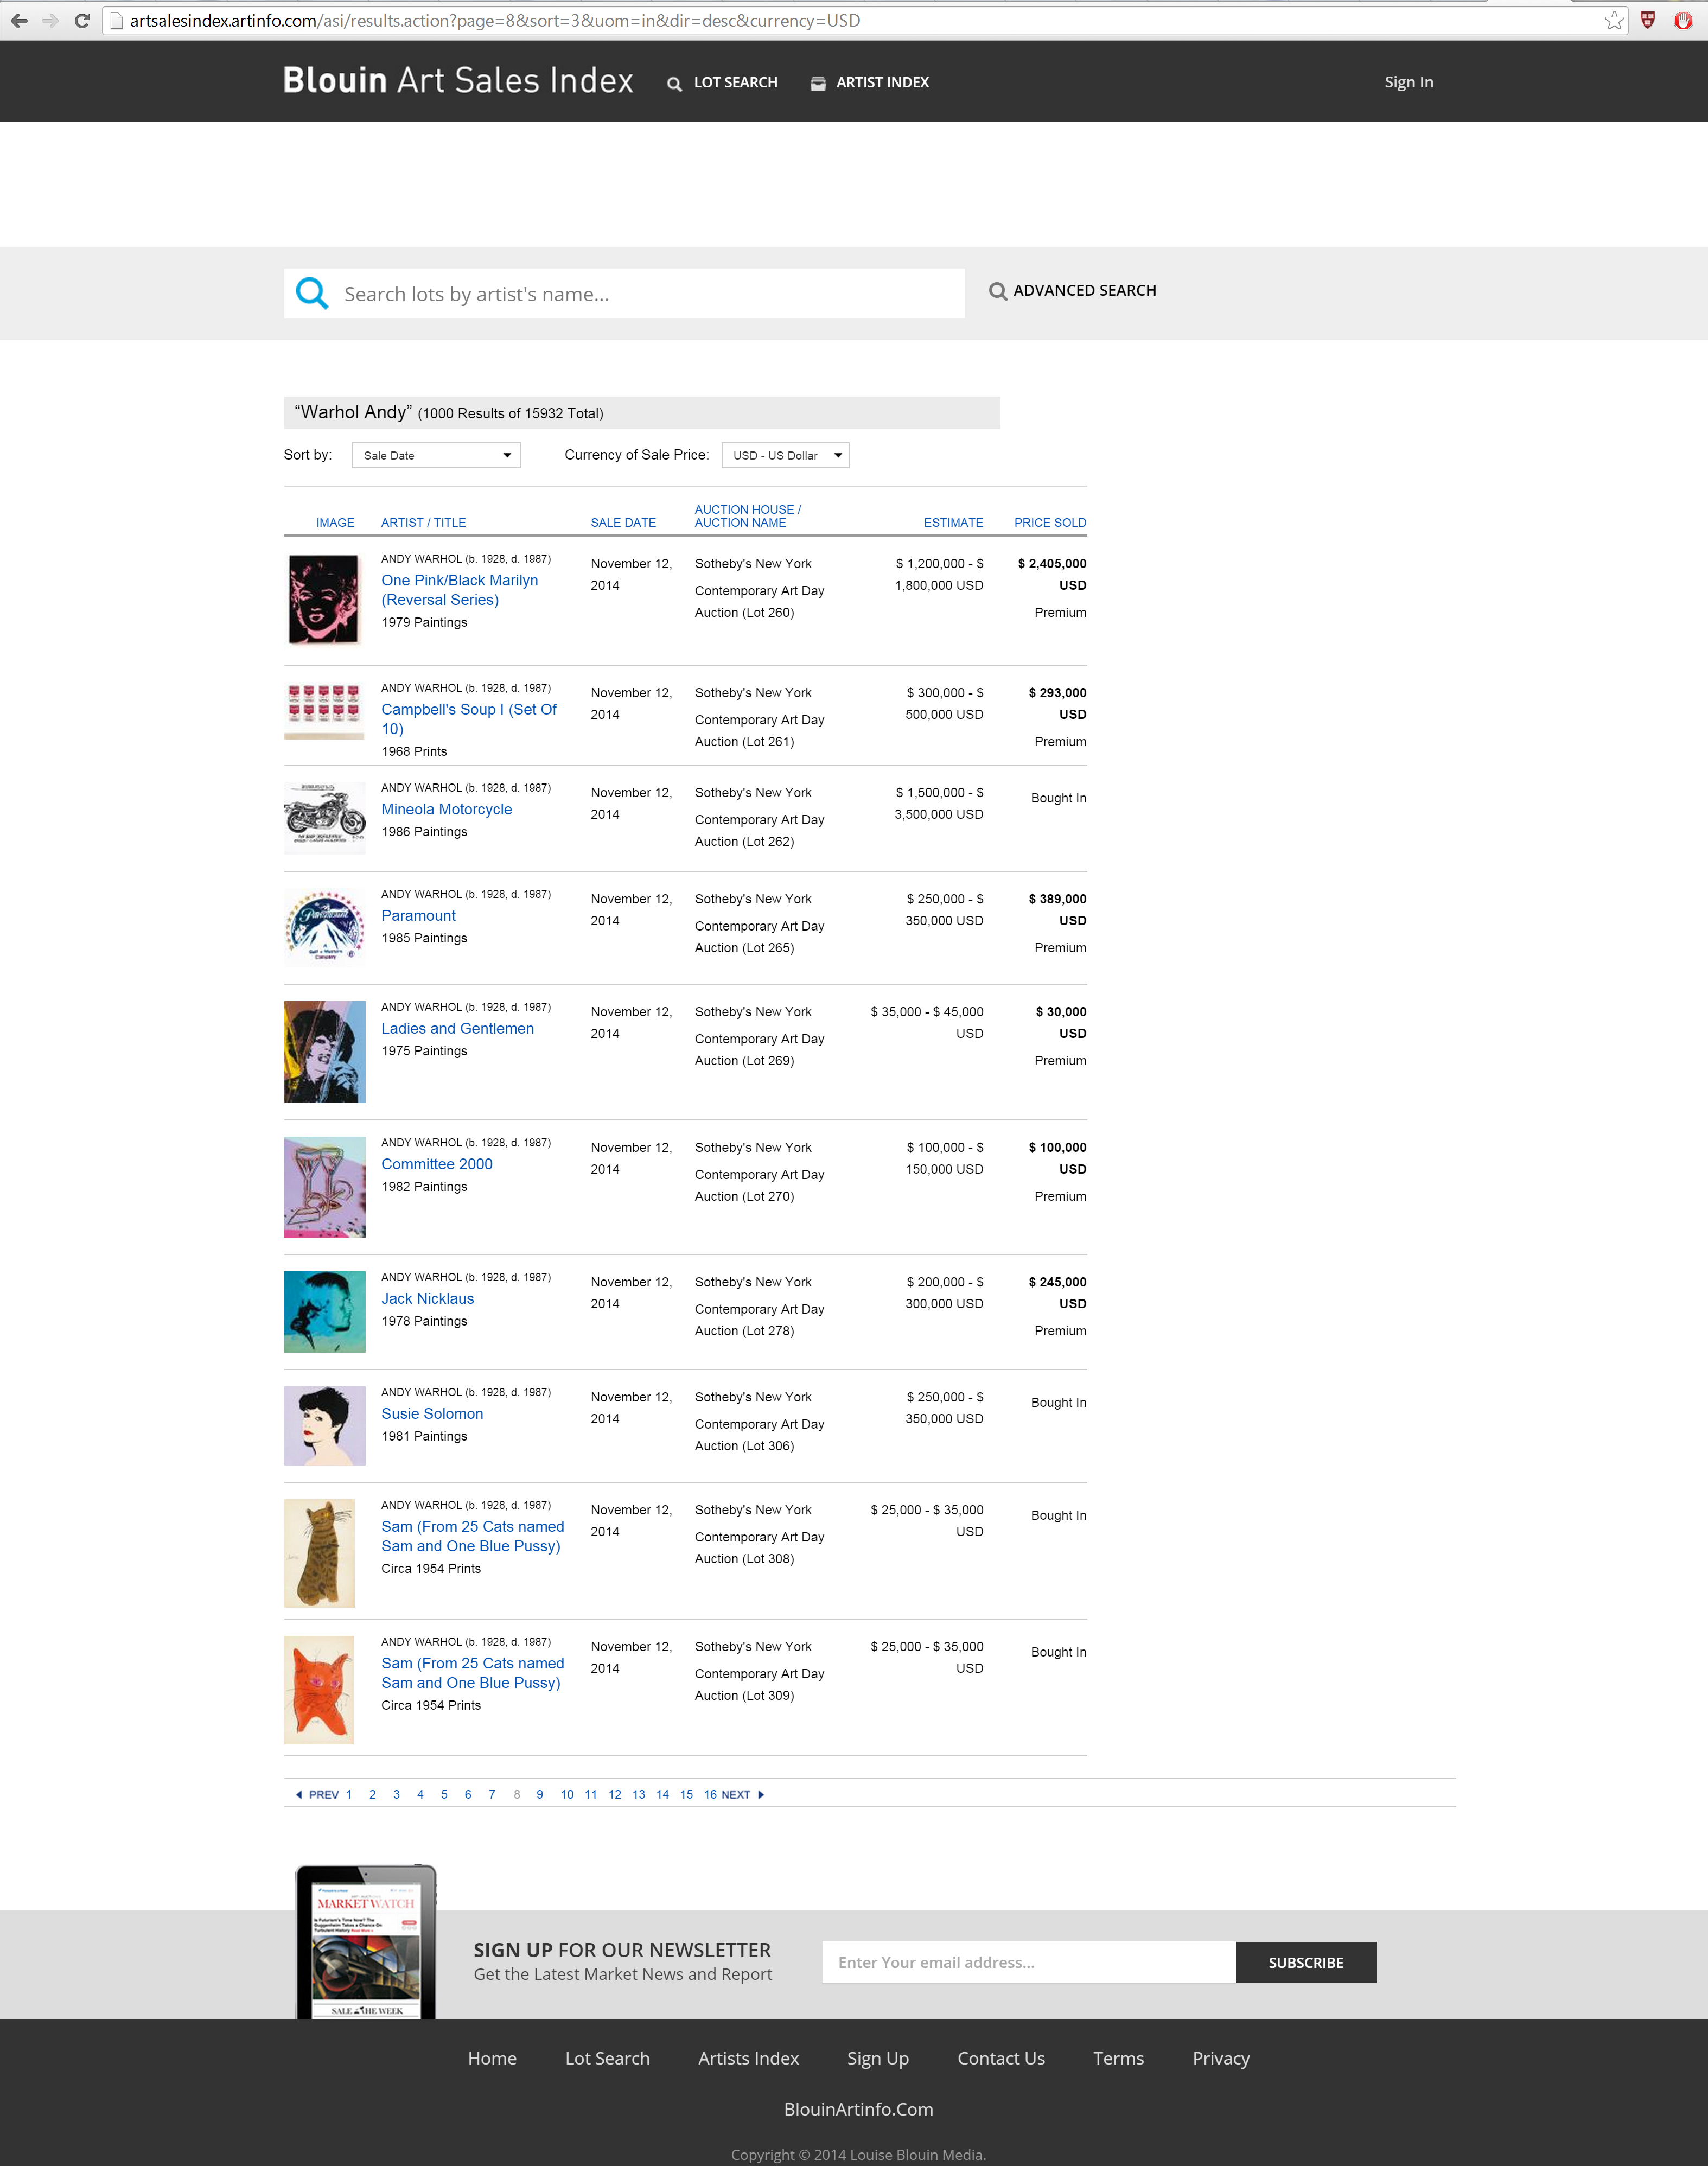 artsalesindex.artinfo.com/asi/results.action?page=8&sort=3&uom=in&dir=desc&currency=USD
Blouin Art Sales Index LOT SEARCH ARTIST INDEX Sign In
Search lots by artist's name... ADVANCED SEARCH
“Warhol Andy” (1000 Results of 15932 Total)
Sort by: Sale Date Currency of Sale Price: USD - US Dollar
AUCTION HOUSE /
IMAGE ARTIST / TITLE SALE DATE AUCTION NAME ESTIMATE PRICE SOLD
ANDY WARHOL (b. 1928, d. 1987)
One Pink/Black Marilyn
(Reversal Series)
1979 Paintings
November 12,
2014
Sotheby's New York
Contemporary Art Day
Auction (Lot 260)
$ 1,200,000 - $
1,800,000 USD
$ 2,405,000
USD
Premium
ANDY WARHOL (b. 1928, d. 1987)
Campbell's Soup I (Set Of
10)
1968 Prints
November 12,
2014
Sotheby's New York
Contemporary Art Day
Auction (Lot 261)
$ 300,000 - $
500,000 USD
$ 293,000
USD
Premium
ANDY WARHOL (b. 1928, d. 1987)
Mineola Motorcycle
1986 Paintings
November 12,
2014
Sotheby's New York
Contemporary Art Day
Auction (Lot 262)
$ 1,500,000 - $
3,500,000 USD
Bought In
Paramount
Company
ANDY WARHOL (b. 1928, d. 1987)
Paramount
1985 Paintings
November 12,
2014
Sotheby's New York
Contemporary Art Day
Auction (Lot 265)
$ 250,000 - $
350,000 USD
$ 389,000
USD
Premium
ANDY WARHOL (b. 1928, d. 1987)
Ladies and Gentlemen
1975 Paintings
November 12,
2014
Sotheby's New York
Contemporary Art Day
Auction (Lot 269)
$ 35,000 - $ 45,000
USD
$ 30,000
USD
Premium
ANDY WARHOL (b. 1928, d. 1987)
Committee 2000
1982 Paintings
November 12,
2014
Sotheby's New York
Contemporary Art Day
Auction (Lot 270)
$ 100,000 - $
150,000 USD
$ 100,000
USD
Premium
ANDY WARHOL (b. 1928, d. 1987)
Jack Nicklaus
1978 Paintings
November 12,
2014
Sotheby's New York
Contemporary Art Day
Auction (Lot 278)
$ 200,000 - $
300,000 USD
$ 245,000
USD
Premium
ANDY WARHOL (b. 1928, d. 1987)
Susie Solomon
1981 Paintings
November 12,
2014
Sotheby's New York
Contemporary Art Day
Auction (Lot 306)
$ 250,000 - $
350,000 USD
Bought In
ANDY WARHOL (b. 1928, d. 1987)
Sam (From 25 Cats named
Sam and One Blue Pussy)
Circa 1954 Prints
November 12,
2014
Sotheby's New York
Contemporary Art Day
Auction (Lot 308)
$ 25,000 - $ 35,000
USD
Bought In
ANDY WARHOL (b. 1928, d. 1987)
Sam (From 25 Cats named
Sam and One Blue Pussy)
Circa 1954 Prints
November 12,
2014
Sotheby's New York
Contemporary Art Day
Auction (Lot 309)
$ 25,000 - $ 35,000
USD
Bought In
PREV 1 2 3 4 5 6 7 8 9 10 11 12 13 14 15 16 NEXT
MARKET WATCH
Is Futurism's Time Now? The
Guggenheim Takes a Chance On
Turbulent History Read More
SALE THE WEEK
SIGN UP FOR OUR NEWSLETTER
Get the Latest Market News and Report
Enter Your email address... SUBSCRIBE
Home Lot Search Artists Index Sign Up Contact Us Terms Privacy
BlouinArtinfo.Com
Copyright © 2014 Louise Blouin Media.